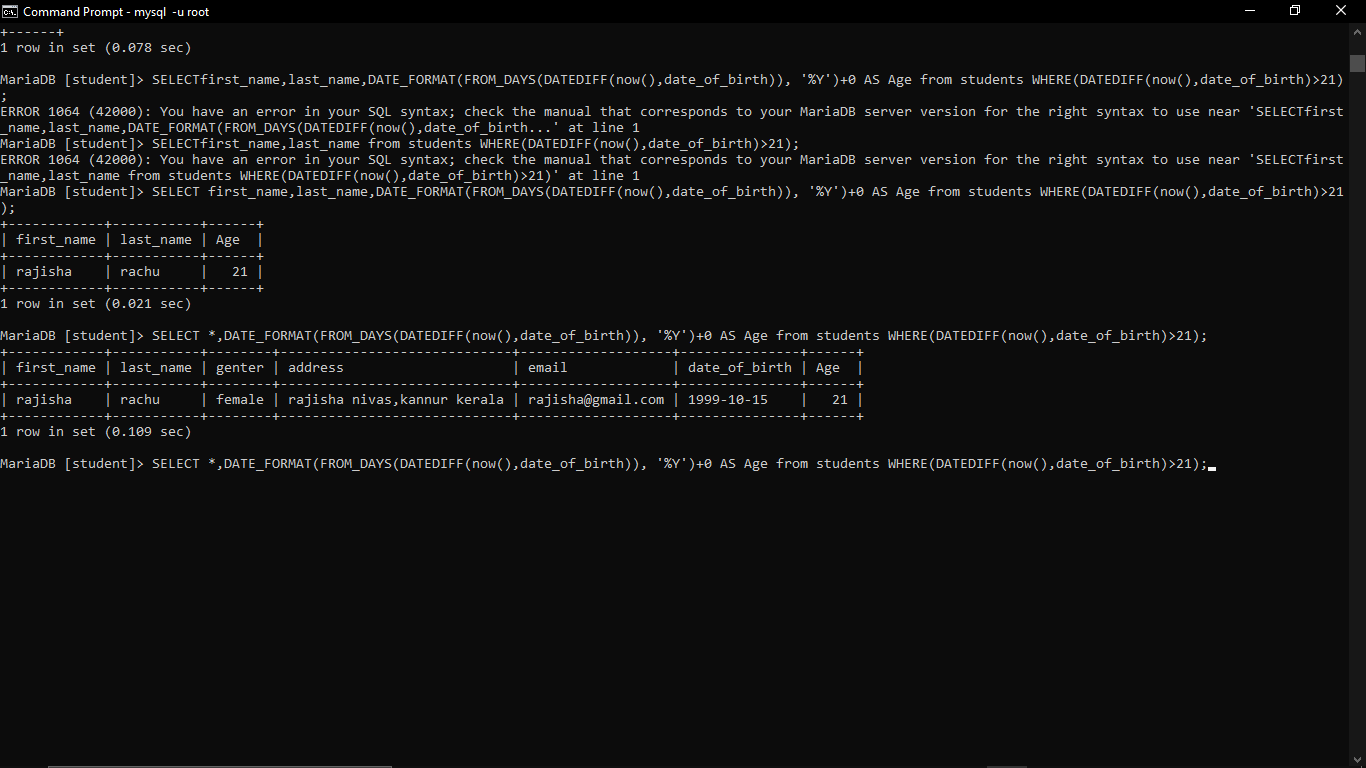 Command Prompt - mysql -u root
+------+
1 row in set (0.078 sec)
MariaDB [student]> SELECTfirst_name,last_name,DATE_FORMAT(FROM_DAYS(DATEDIFF(now(),date_of_birth)), '%Y')+0 AS Age from students WHERE(DATEDIFF(now(),date_of_birth)>21)
;
ERROR 1064 (42000): You have an error in your SQL syntax; check the manual that corresponds to your MariaDB server version for the right syntax to use near 'SELECTfirst
_name,last_name,DATE_FORMAT(FROM_DAYS(DATEDIFF(now(),date_of_birth...' at line 1
MariaDB [student]> SELECTfirst_name,last_name from students WHERE(DATEDIFF(now(),date_of_birth)>21);
ERROR 1064 (42000): You have an error in your SQL syntax; check the manual that corresponds to your MariaDB server version for the right syntax to use near 'SELECTfirst
_name,last_name from students WHERE(DATEDIFF(now(),date_of_birth)>21)' at line 1
MariaDB [student]> SELECT first_name,last_name,DATE_FORMAT(FROM_DAYS(DATEDIFF(now(),date_of_birth)), '%Y')+0 AS Age from students WHERE(DATEDIFF(now(),date_of_birth)>21
);
+------------+-----------+------+
| first_name | last_name | Age  |
+------------+-----------+------+
| rajisha    | rachu     |   21 |
+------------+-----------+------+
1 row in set (0.021 sec)
MariaDB [student]> SELECT *,DATE_FORMAT(FROM_DAYS(DATEDIFF(now(),date_of_birth)), '%Y')+0 AS Age from students WHERE(DATEDIFF(now(),date_of_birth)>21);
+------------+-----------+--------+-----------------------------+-------------------+---------------+------+
| first_name | last_name | genter | address                     | email             | date_of_birth | Age  |
+------------+-----------+--------+-----------------------------+-------------------+---------------+------+
| rajisha    | rachu     | female | rajisha nivas,kannur kerala | rajisha@gmail.com | 1999-10-15    |   21 |
+------------+-----------+--------+-----------------------------+-------------------+---------------+------+
1 row in set (0.109 sec)
MariaDB [student]> SELECT *,DATE_FORMAT(FROM_DAYS(DATEDIFF(now(),date_of_birth)), '%Y')+0 AS Age from students WHERE(DATEDIFF(now(),date_of_birth)>21);